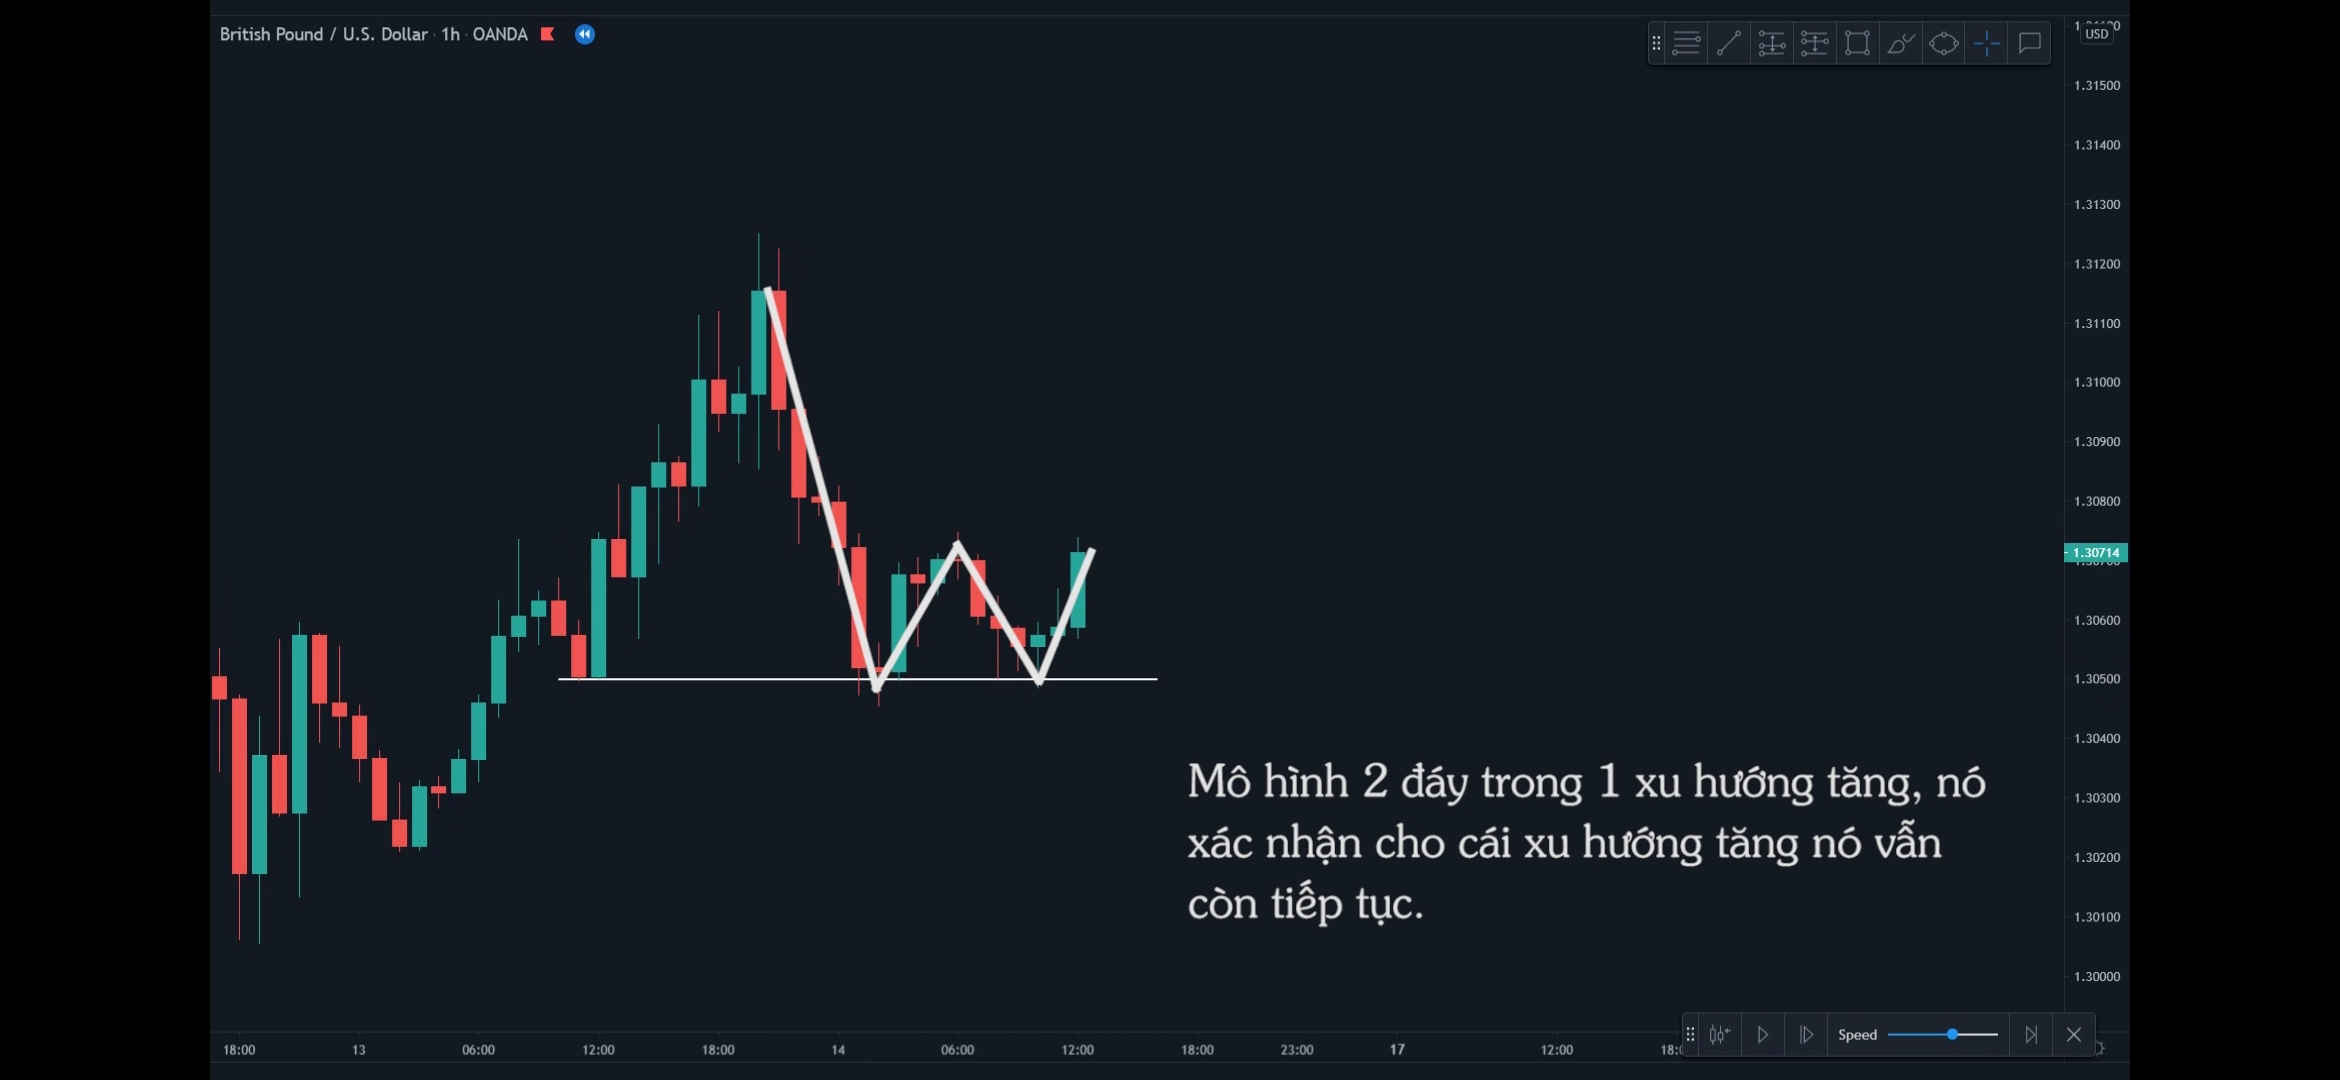 British Pound / U.S. Dollar · 1h · OANDA
USD
1.31500
1.31400
1.31300
1.31200
1.31100
1.31000
1.30900
1.30800
1.30714
1.30600
1.30500
1.30400
1.30300
1.30200
1.30100
1.30000
Mô hình 2 đáy trong 1 xu hướng tăng, nó
xác nhận cho cái xu hướng tăng nó vẫn
còn tiếp tục.
Speed
18:00 13 06:00 12:00 18:00 14 06:00 12:00 18:00 23:00 17 12:00